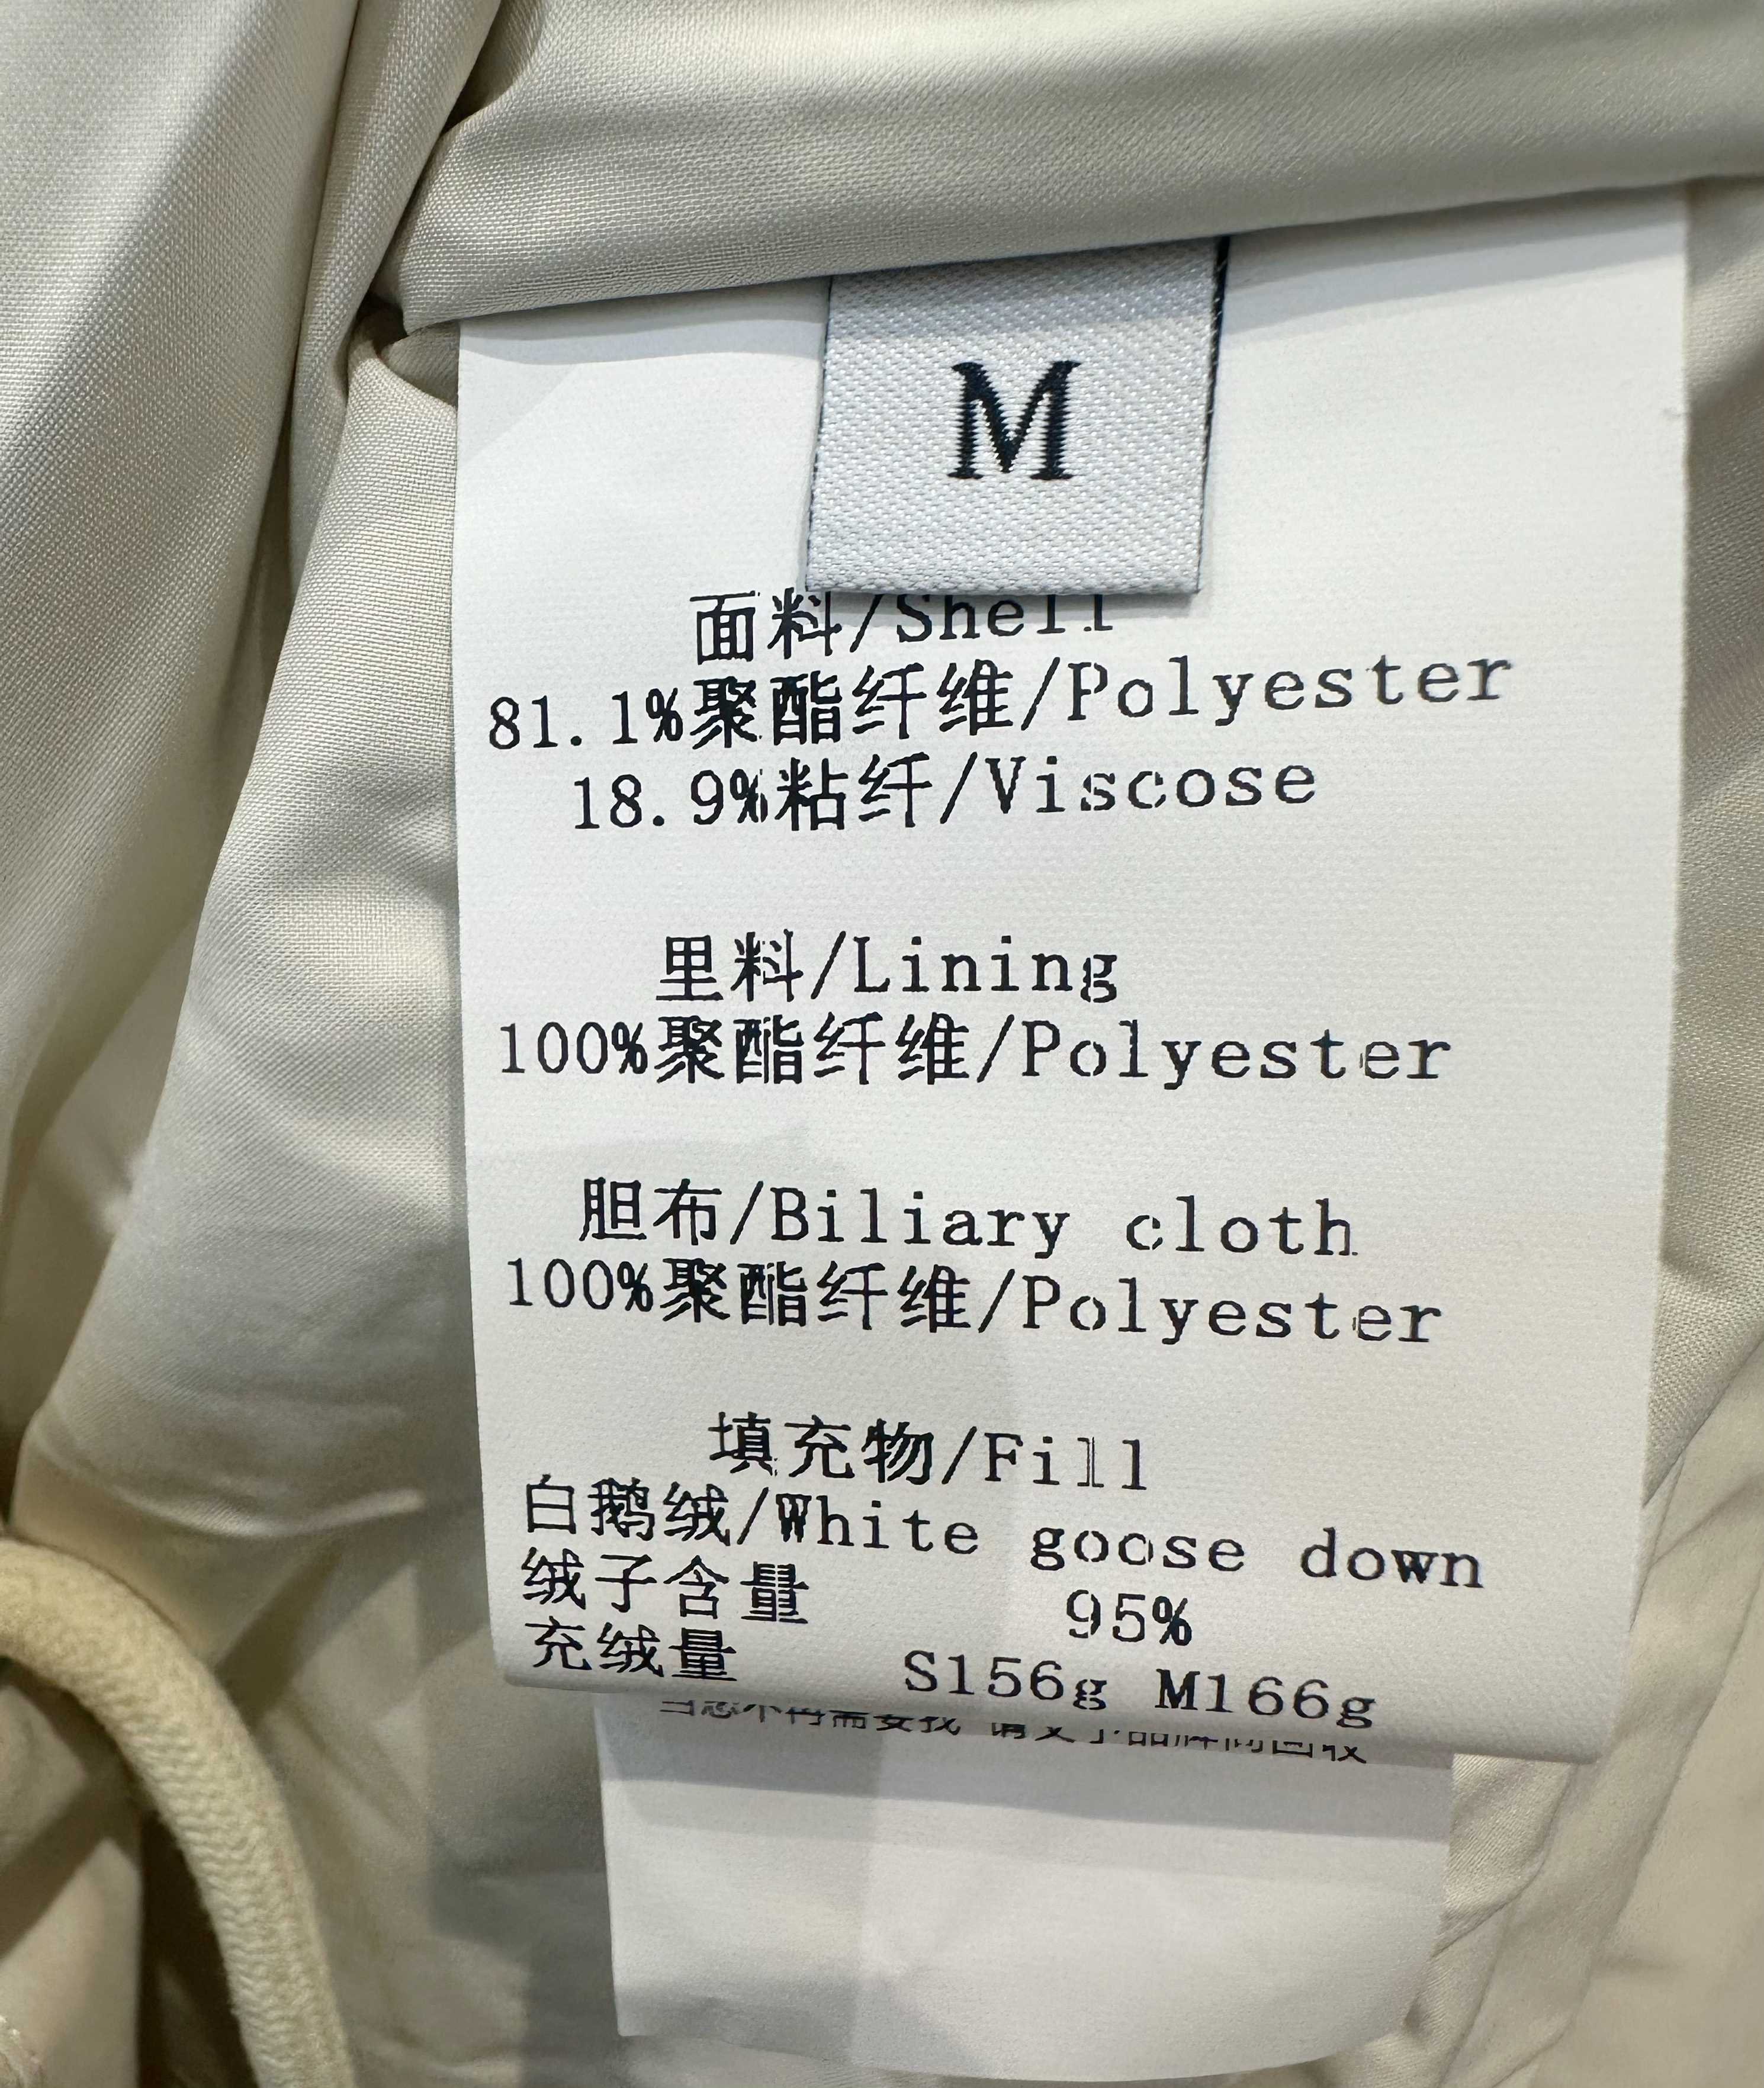 M
面料/Shell
81.1%聚酯纤维/Polyester
18.9%粘纤/Viscose
里料/Lining
100%聚酯纤维/Polyester
胆布/Biliary cloth
100%聚酯纤维/Polyester
填充物/Fill
白鹅绒/White goose down
绒子含量 95%
充绒量 S156g M166g